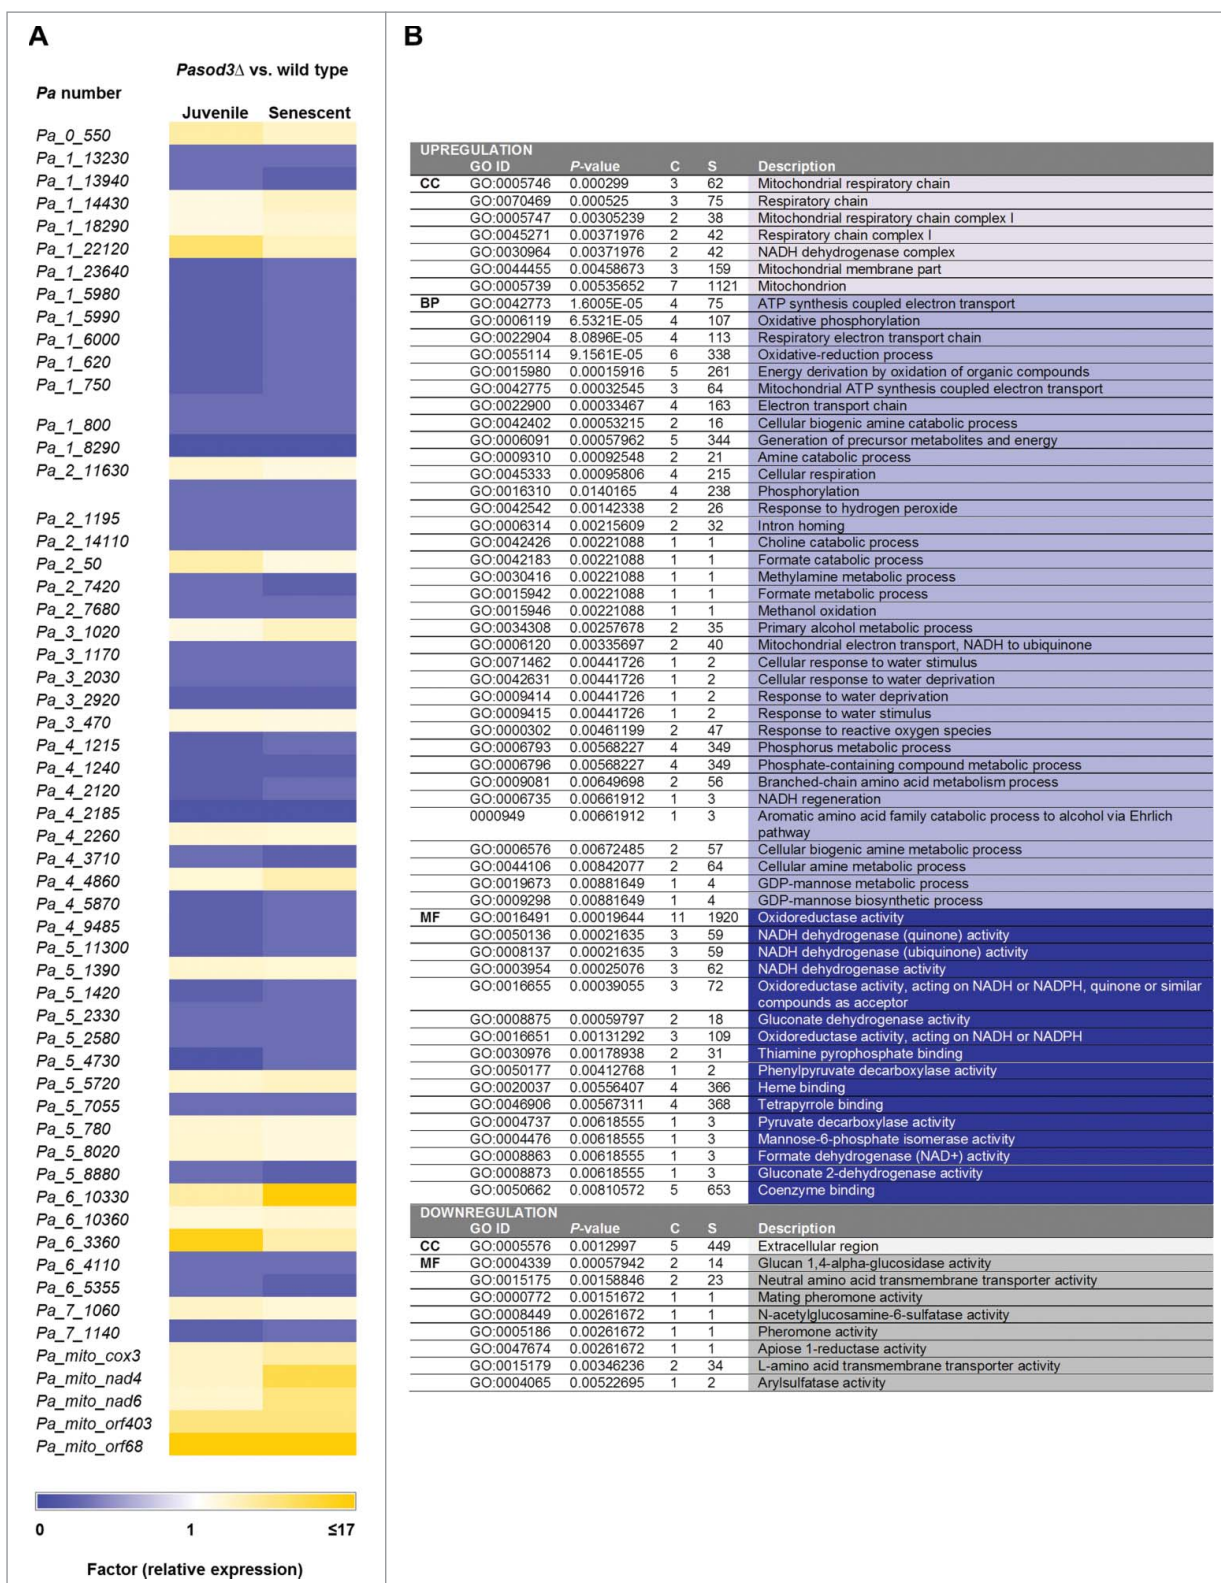 A
Pasod3Δ vs. wild type
Pa number
Juvenile Senescent
Pa_0_550
Pa_1_13230
Pa_1_13940
Pa_1_14430
Pa_1_18290
Pa_1_22120
Pa_1_23640
Pa_1_5980
Pa_1_5990
Pa_1_6000
Pa_1_620
Pa_1_750
Pa_1_800
Pa_1_8290
Pa_2_11630
Pa_2_1195
Pa_2_14110
Pa_2_50
Pa_2_7420
Pa_2_7680
Pa_3_1020
Pa_3_1170
Pa_3_2030
Pa_3_2920
Pa_3_470
Pa_4_1215
Pa_4_1240
Pa_4_2120
Pa_4_2185
Pa_4_2260
Pa_4_3710
Pa_4_4860
Pa_4_5870
Pa_4_9485
Pa_5_11300
Pa_5_1390
Pa_5_1420
Pa_5_2330
Pa_5_2580
Pa_5_4730
Pa_5_5720
Pa_5_7055
Pa_5_780
Pa_5_8020
Pa_5_8880
Pa_6_10330
Pa_6_10360
Pa_6_3360
Pa_6_4110
Pa_6_5355
Pa_7_1060
Pa_7_1140
Pa_mito_cox3
Pa_mito_nad4
Pa_mito_nad6
Pa_mito_orf403
Pa_mito_orf68
0 1 ≤17
Factor (relative expression)
B
UPREGULATION
GO ID P-value C S Description
CC GO:0005746 0.000299 3 62 Mitochondrial respiratory chain
GO:0070469 0.000525 3 75 Respiratory chain
GO:0005747 0.00305239 2 38 Mitochondrial respiratory chain complex I
GO:0045271 0.00371976 2 42 Respiratory chain complex I
GO:0030964 0.00371976 2 42 NADH dehydrogenase complex
GO:0044455 0.00458673 3 159 Mitochondrial membrane part
GO:0005739 0.00535652 7 1121 Mitochondrion
BP GO:0042773 1.6005E-05 4 75 ATP synthesis coupled electron transport
GO:0006119 6.5321E-05 4 107 Oxidative phosphorylation
GO:0022904 8.0896E-05 4 113 Respiratory electron transport chain
GO:0055114 9.1561E-05 6 338 Oxidative-reduction process
GO:0015980 0.00015916 5 261 Energy derivation by oxidation of organic compounds
GO:0042775 0.00032545 3 64 Mitochondrial ATP synthesis coupled electron transport
GO:0022900 0.00033467 4 163 Electron transport chain
GO:0042402 0.00053215 2 16 Cellular biogenic amine catabolic process
GO:0006091 0.00057962 5 344 Generation of precursor metabolites and energy
GO:0009310 0.00092548 2 21 Amine catabolic process
GO:0045333 0.00095806 4 215 Cellular respiration
GO:0016310 0.0140165 4 238 Phosphorylation
GO:0042542 0.00142338 2 26 Response to hydrogen peroxide
GO:0006314 0.00215609 2 32 Intron homing
GO:0042426 0.00221088 1 1 Choline catabolic process
GO:0042183 0.00221088 1 1 Formate catabolic process
GO:0030416 0.00221088 1 1 Methylamine metabolic process
GO:0015942 0.00221088 1 1 Formate metabolic process
GO:0015946 0.00221088 1 1 Methanol oxidation
GO:0034308 0.00257678 2 35 Primary alcohol metabolic process
GO:0006120 0.00335697 2 40 Mitochondrial electron transport, NADH to ubiquinone
GO:0071462 0.00441726 1 2 Cellular response to water stimulus
GO:0042631 0.00441726 1 2 Cellular response to water deprivation
GO:0009414 0.00441726 1 2 Response to water deprivation
GO:0009415 0.00441726 1 2 Response to water stimulus
GO:0000302 0.00461199 2 47 Response to reactive oxygen species
GO:0006793 0.00568227 4 349 Phosphorus metabolic process
GO:0006796 0.00568227 4 349 Phosphate-containing compound metabolic process
GO:0009081 0.00649698 2 56 Branched-chain amino acid metabolism process
GO:0006735 0.00661912 1 3 NADH regeneration
0000949 0.00661912 1 3 Aromatic amino acid family catabolic process to alcohol via Ehrlich
pathway
GO:0006576 0.00672485 2 57 Cellular biogenic amine metabolic process
GO:0044106 0.00842077 2 64 Cellular amine metabolic process
GO:0019673 0.00881649 1 4 GDP-mannose metabolic process
GO:0009298 0.00881649 1 4 GDP-mannose biosynthetic process
MF GO:0016491 0.00019644 11 1920 Oxidoreductase activity
GO:0050136 0.00021635 3 59 NADH dehydrogenase (quinone) activity
GO:0008137 0.00021635 3 59 NADH dehydrogenase (ubiquinone) activity
GO:0003954 0.00025076 3 62 NADH dehydrogenase activity
GO:0016655 0.00039055 3 72 Oxidoreductase activity, acting on NADH or NADPH, quinone or similar
compounds as acceptor
GO:0008875 0.00059797 2 18 Gluconate dehydrogenase activity
GO:0016651 0.00131292 3 109 Oxidoreductase activity, acting on NADH or NADPH
GO:0030976 0.00178938 2 31 Thiamine pyrophosphate binding
GO:0050177 0.00412768 1 2 Phenylpyruvate decarboxylase activity
GO:0020037 0.00556407 4 366 Heme binding
GO:0046906 0.00567311 4 368 Tetrapyrrole binding
GO:0004737 0.00618555 1 3 Pyruvate decarboxylase activity
GO:0004476 0.00618555 1 3 Mannose-6-phosphate isomerase activity
GO:0008863 0.00618555 1 3 Formate dehydrogenase (NAD+) activity
GO:0008873 0.00618555 1 3 Gluconate 2-dehydrogenase activity
GO:0050662 0.00810572 5 653 Coenzyme binding
DOWNREGULATION
GO ID P-value C S Description
CC GO:0005576 0.0012997 5 449 Extracellular region
MF GO:0004339 0.00057942 2 14 Glucan 1,4-alpha-glucosidase activity
GO:0015175 0.00158846 2 23 Neutral amino acid transmembrane transporter activity
GO:0000772 0.00151672 1 1 Mating pheromone activity
GO:0008449 0.00261672 1 1 N-acetylglucosamine-6-sulfatase activity
GO:0005186 0.00261672 1 1 Pheromone activity
GO:0047674 0.00261672 1 1 Apiose 1-reductase activity
GO:0015179 0.00346236 2 34 L-amino acid transmembrane transporter activity
GO:0004065 0.00522695 1 2 Arylsulfatase activity